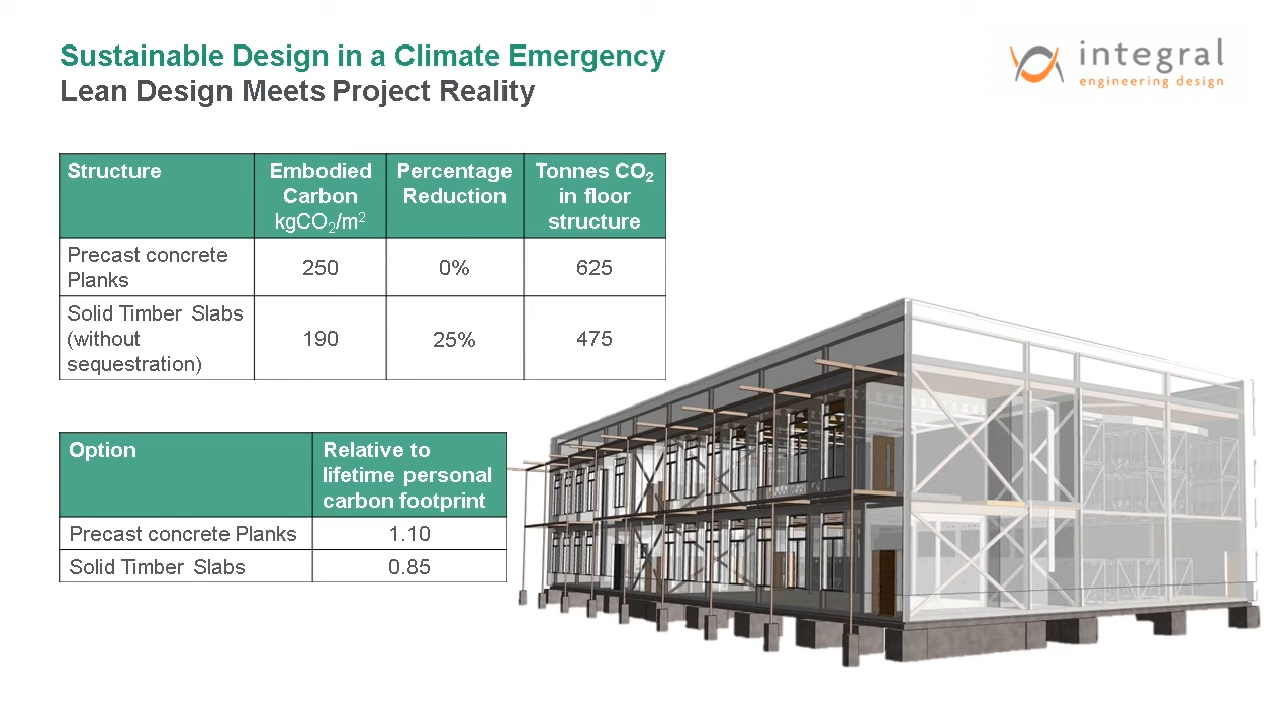 Sustainable Design in a Climate Emergency
Lean Design Meets Project Reality
integral
engineering design
Structure
Embodied
Carbon
kgCO₂/m²
Percentage
Reduction
Tonnes CO₂
in floor
structure
Precast concrete
Planks
250
0%
625
Solid Timber Slabs
(without
sequestration)
190
25%
475
Option
Relative to
lifetime personal
carbon footprint
Precast concrete Planks
1.10
Solid Timber Slabs
0.85